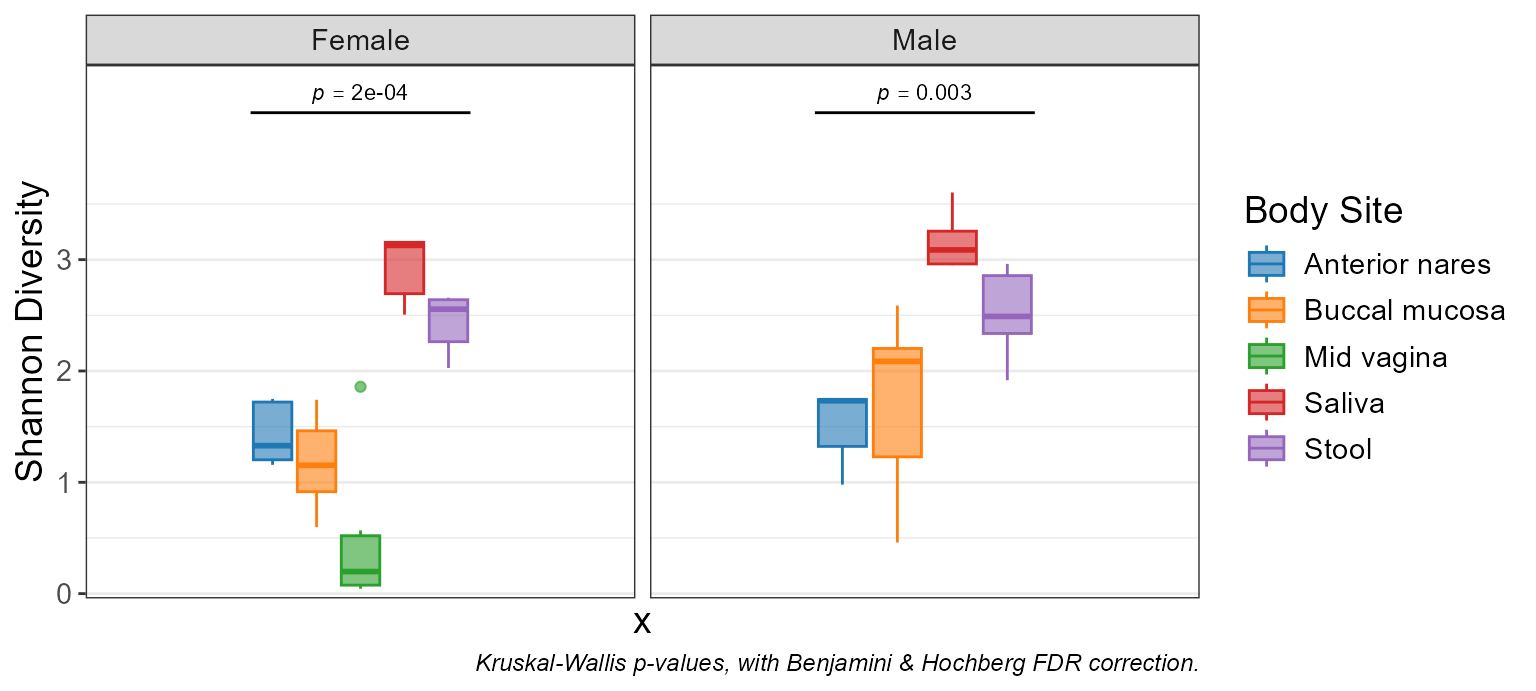 Female
Male
p = 2e-04
p = 0.003
Shannon Diversity
3
2
1
0
x
Body Site
Anterior nares
Buccal mucosa
Mid vagina
Saliva
Stool
Kruskal-Wallis p-values, with Benjamini & Hochberg FDR correction.